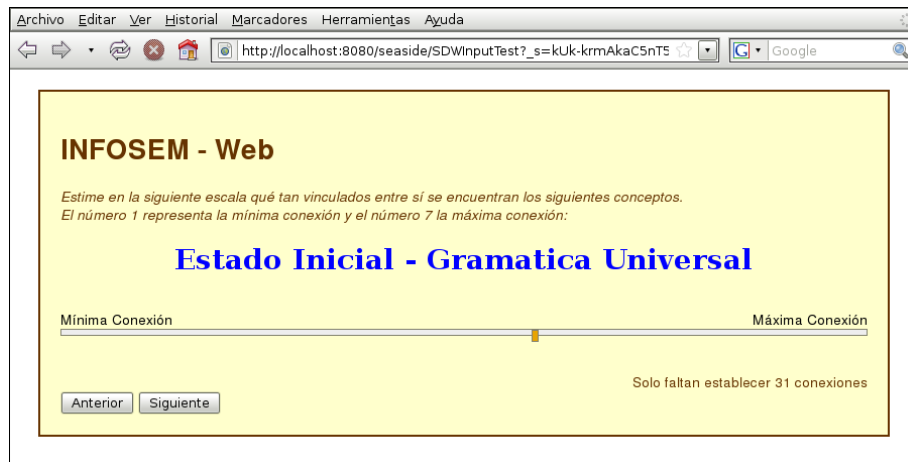 Archivo Editar Ver Historial Marcadores Herramientas Ayuda
http://localhost:8080/seaside/SDWInputTest?_s=kUk-krmAkaC5nT5 G Google
INFOSEM - Web
Estime en la siguiente escala qué tan vinculados entre sí se encuentran los siguientes conceptos.
El número 1 representa la mínima conexión y el número 7 la máxima conexión:
Estado Inicial - Gramatica Universal
Mínima Conexión Máxima Conexión
Solo faltan establecer 31 conexiones
Anterior Siguiente